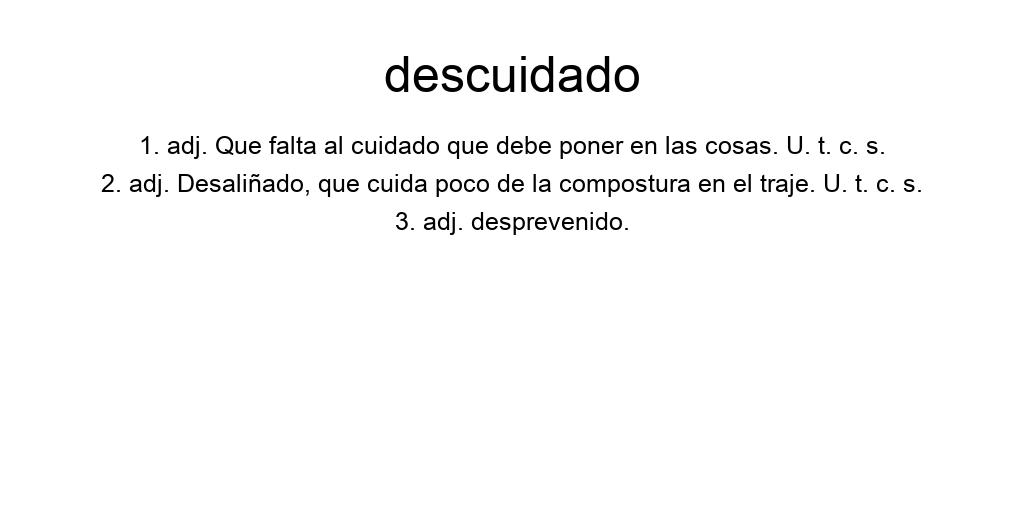 descuidado
1. adj. Que falta al cuidado que debe poner en las cosas. U. t. c. s.
2. adj. Desaliñado, que cuida poco de la compostura en el traje. U. t. c. s.
3. adj. desprevenido.